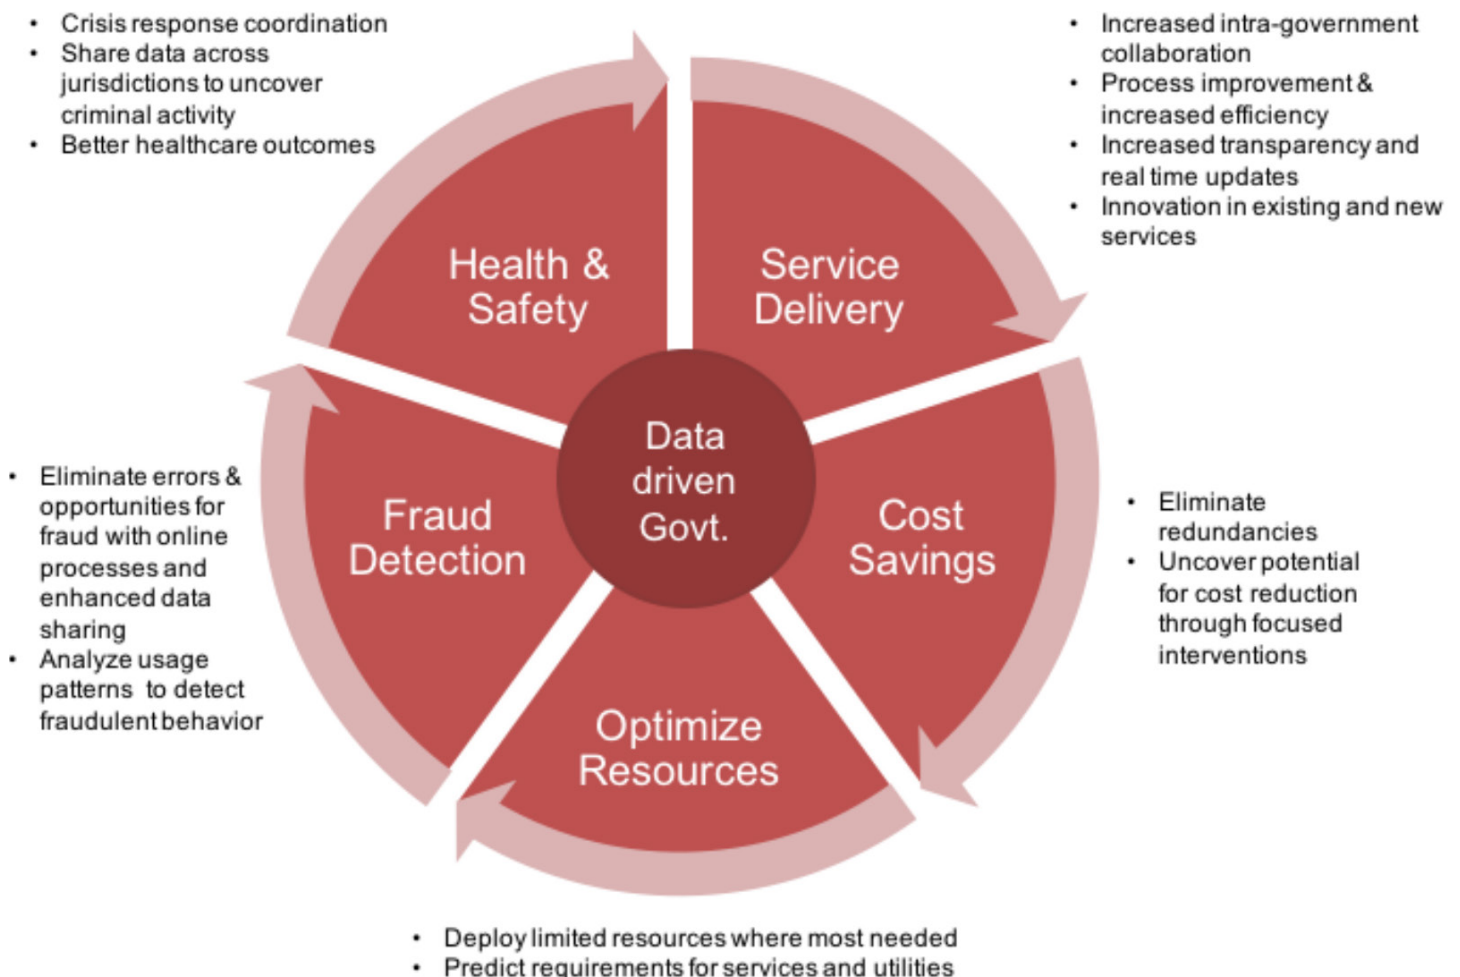 • Crisis response coordination
• Share data across
jurisdictions to uncover
criminal activity
• Better healthcare outcomes
• Increased intra-government
collaboration
• Process improvement &
increased efficiency
• Increased transparency and
real time updates
• Innovation in existing and new
services
Health &
Safety
Service
Delivery
Data
driven
Govt.
Fraud
Detection
Cost
Savings
Optimize
Resources
• Eliminate errors &
opportunities for
fraud with online
processes and
enhanced data
sharing
• Analyze usage
patterns to detect
fraudulent behavior
• Eliminate
redundancies
• Uncover potential
for cost reduction
through focused
interventions
• Deploy limited resources where most needed
• Predict requirements for services and utilities